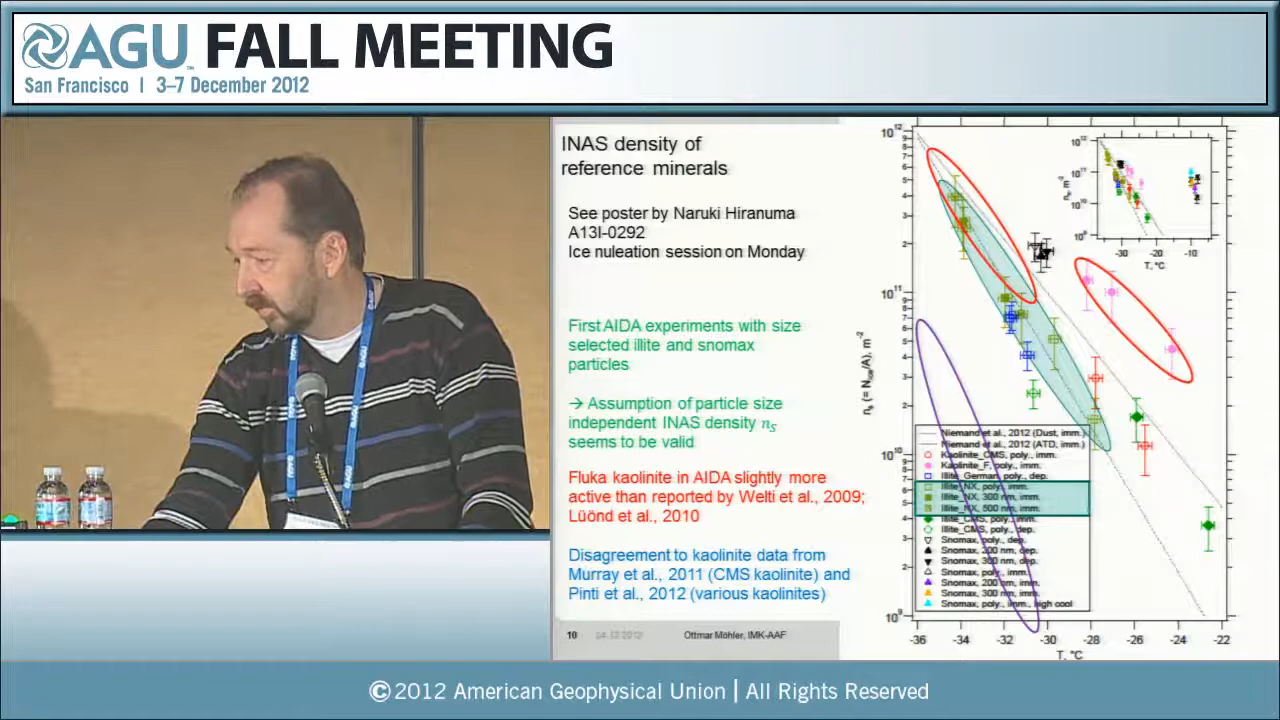 AGU FALL MEETING
San Francisco | 3–7 December 2012
INAS density of
reference minerals
See poster by Naruki Hiranuma
A13I-0292
Ice nuleation session on Monday
First AIDA experiments with size
selected illite and snomax
particles
→ Assumption of particle size
independent INAS density nS
seems to be valid
Fluka kaolinite in AIDA slightly more
active than reported by Welti et al., 2009;
Lüönd et al., 2010
Disagreement to kaolinite data from
Murray et al., 2011 (CMS kaolinite) and
Pinti et al., 2012 (various kaolinites)
10 04.12.2012 Ottmar Möhler, IMK-AAF
Niemand et al., 2012 (Dust, imm.)
Niemand et al., 2012 (ATD, imm.)
Kaolinite_CMS, poly., imm.
Kaolinite_F, poly., imm.
Illite_German, poly., dep.
Illite_NX, poly., imm.
Illite_NX, 300 nm, imm.
Illite_NX, 500 nm, imm.
Illite_CMS, poly., imm.
Illite_CMS, poly., dep.
Snomax, poly., dep.
Snomax, 200 nm, dep.
Snomax, 300 nm, dep.
Snomax, poly., imm.
Snomax, 200 nm, imm.
Snomax, 300 nm, imm.
Snomax, poly., imm., high cool
-36 -34 -32 -30 -28 -26 -24 -22
T, °C
-30 -20 -10
T, °C
©2012 American Geophysical Union | All Rights Reserved